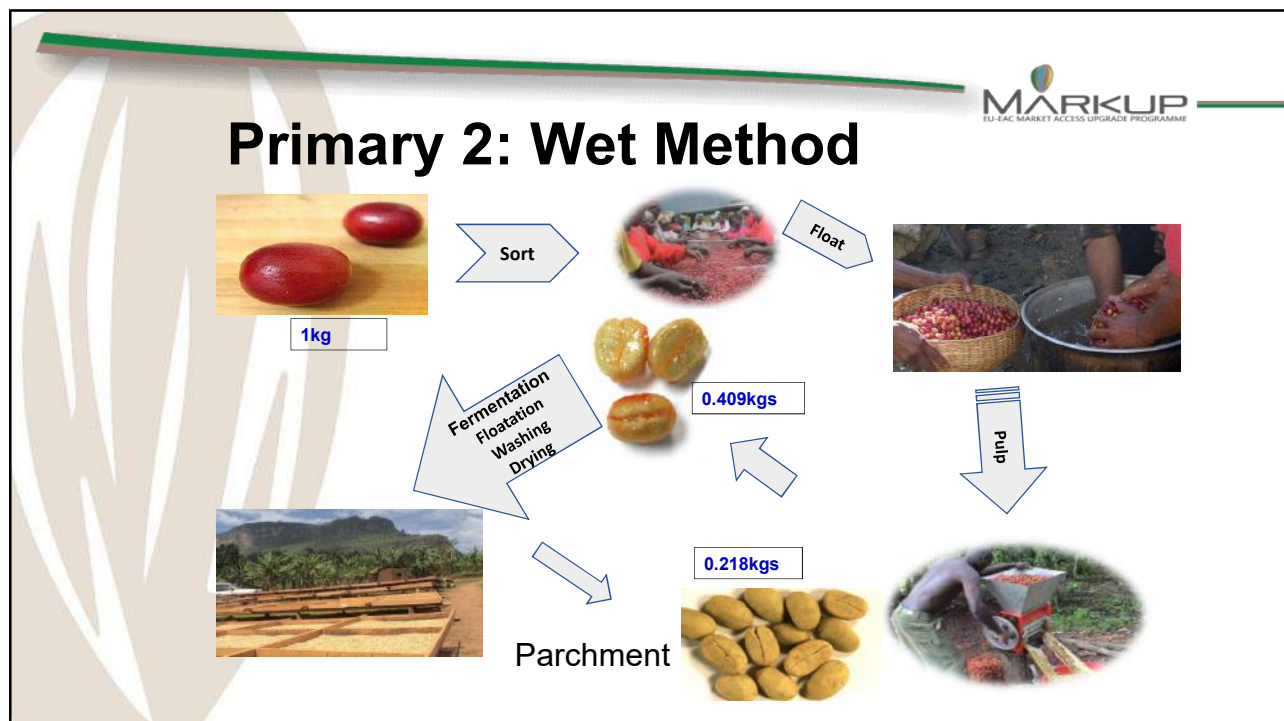 MARKUP
EU-EAC MARKET ACCESS UPGRADE PROGRAMME
Primary 2: Wet Method
Sort
Float
1kg
Fermentation
Floatation
Washing
Drying
0.409kgs
Pulp
0.218kgs
Parchment